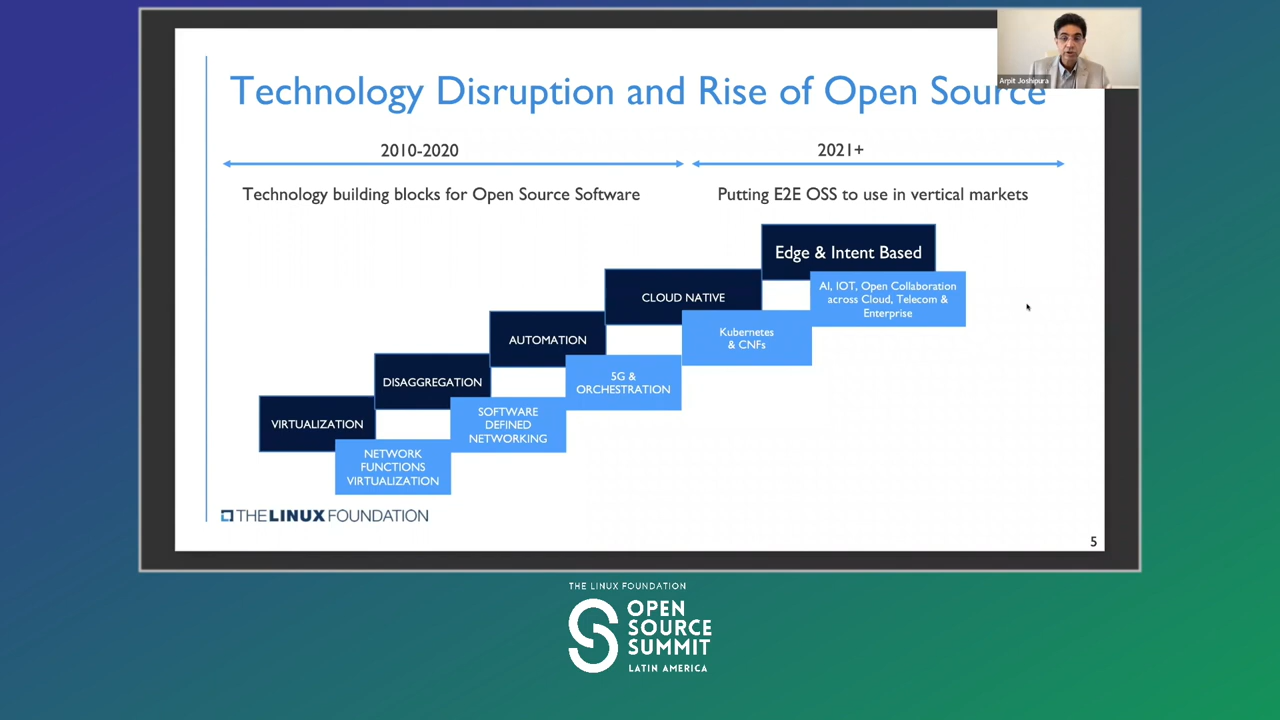 Technology Disruption and Rise of Open Source
Arpit Joshipura
2010-2020
2021+
Technology building blocks for Open Source Software
Putting E2E OSS to use in vertical markets
Edge & Intent Based
AI, IOT, Open Collaboration
across Cloud, Telecom &
Enterprise
CLOUD NATIVE
Kubernetes
& CNFs
AUTOMATION
5G &
ORCHESTRATION
DISAGGREGATION
SOFTWARE
DEFINED
NETWORKING
VIRTUALIZATION
NETWORK
FUNCTIONS
VIRTUALIZATION
THE LINUX FOUNDATION
5
THE LINUX FOUNDATION
OPEN
SOURCE
SUMMIT
LATIN AMERICA